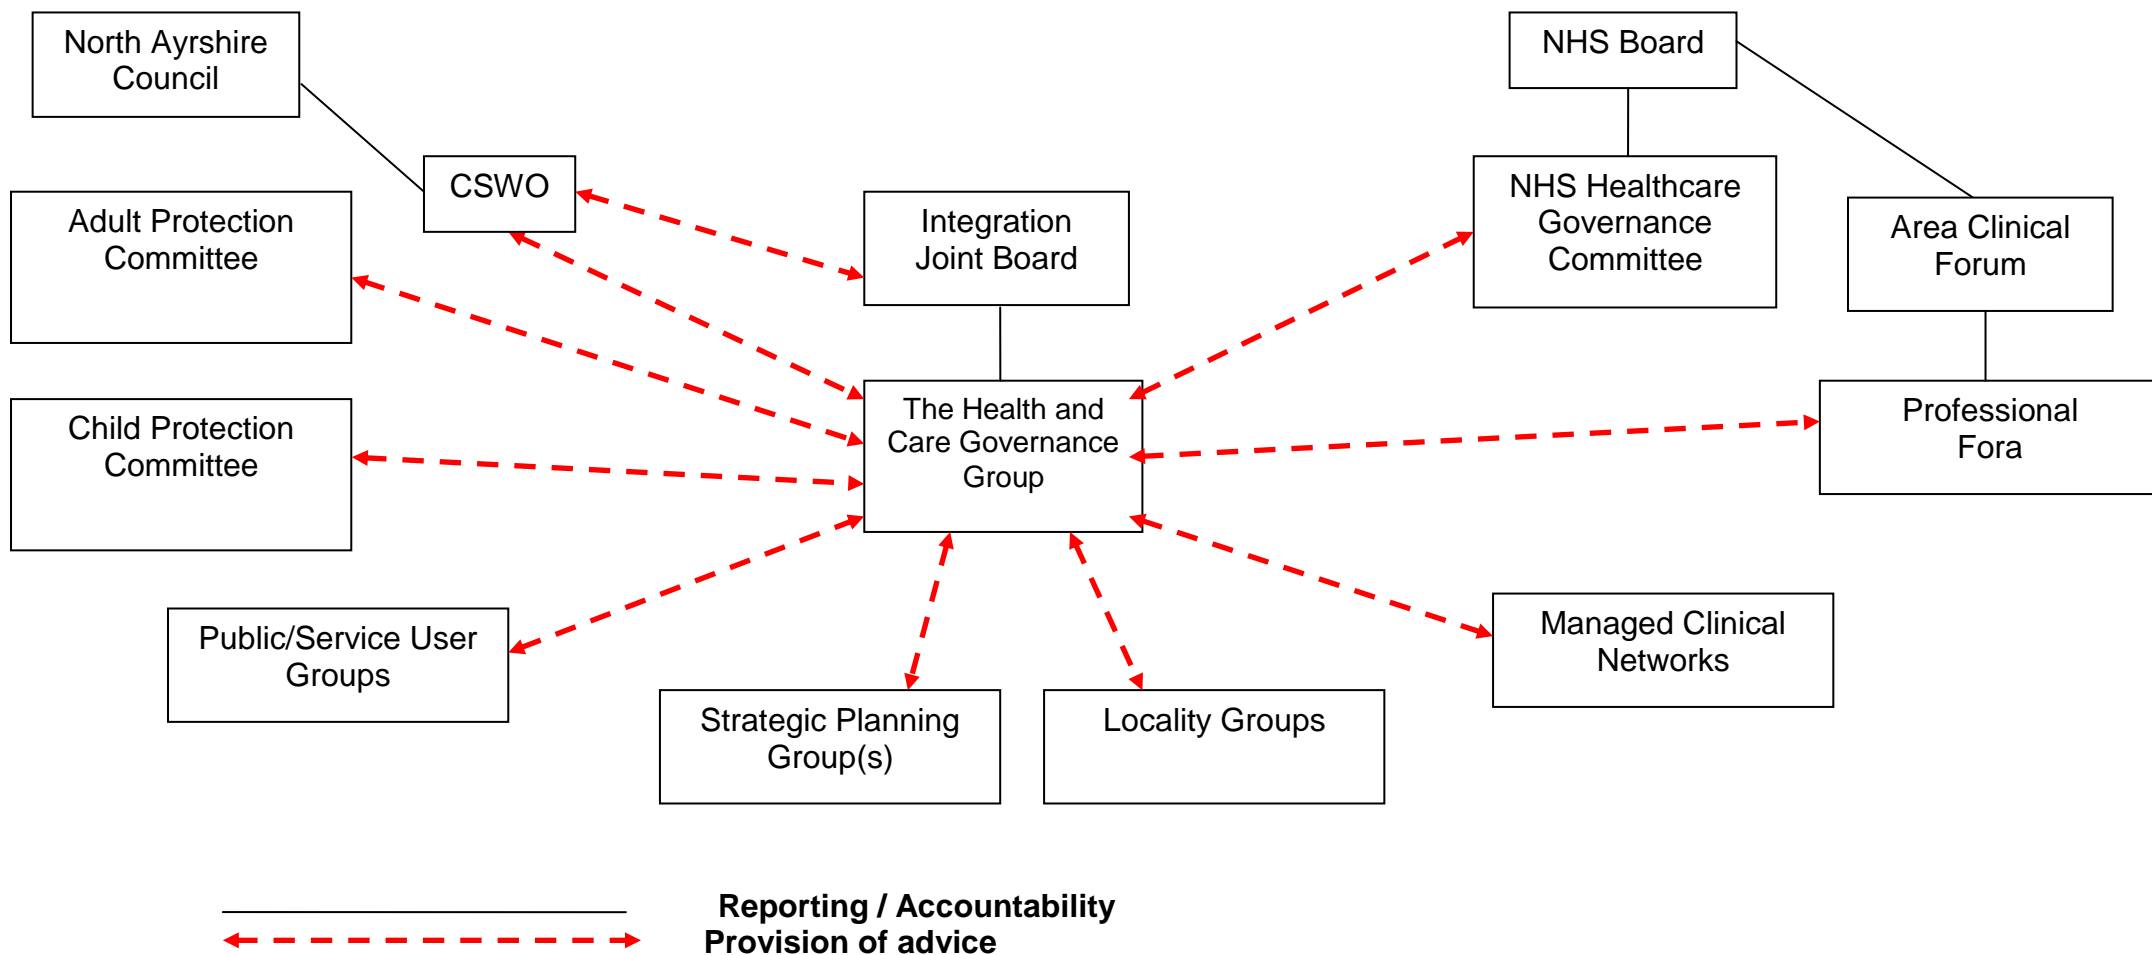 North Ayrshire
Council
NHS Board
CSWO
Adult Protection
Committee
Integration
Joint Board
NHS Healthcare
Governance
Committee
Area Clinical
Forum
Child Protection
Committee
The Health and
Care Governance
Group
Professional
Fora
Public/Service User
Groups
Strategic Planning
Group(s)
Locality Groups
Managed Clinical
Networks
Reporting / Accountability
Provision of advice